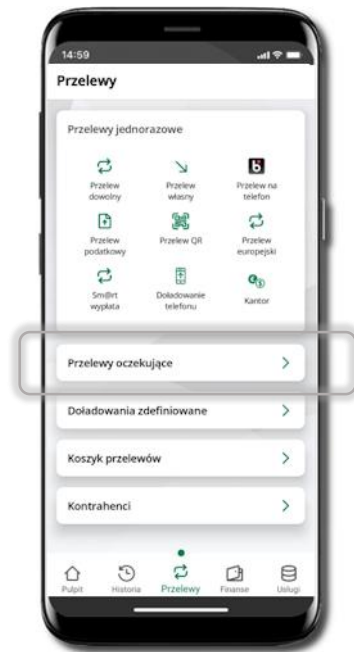 14:59
Przelewy
Przelewy jednorazowe
Przelew
dowolny
Przelew
własny
Przelew na
telefon
Przelew
podatkowy
Przelew QR
Przelew
europejski
Sm@rt
wypłata
Doładowanie
telefonu
Kantor
Przelewy oczekujące
Doładowania zdefiniowane
Koszyk przelewów
Kontrahenci
Pulpit
Historia
Przelewy
Finanse
Usługi